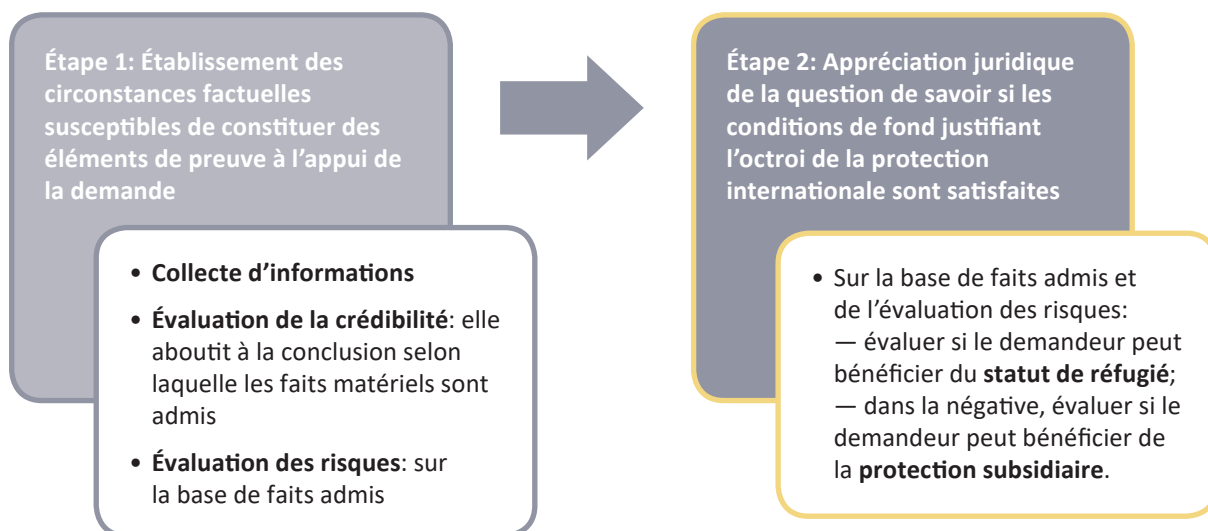 Étape 1: Établissement des
circonstances factuelles
susceptibles de constituer des
éléments de preuve à l’appui de
la demande
• Collecte d’informations
• Évaluation de la crédibilité: elle
aboutit à la conclusion selon
laquelle les faits matériels sont
admis
• Évaluation des risques: sur
la base de faits admis
Étape 2: Appréciation juridique
de la question de savoir si les
conditions de fond justifiant
l’octroi de la protection
internationale sont satisfaites
• Sur la base de faits admis et
de l’évaluation des risques:
— évaluer si le demandeur peut
bénéficier du statut de réfugié;
— dans la négative, évaluer si le
demandeur peut bénéficier de
la protection subsidiaire.